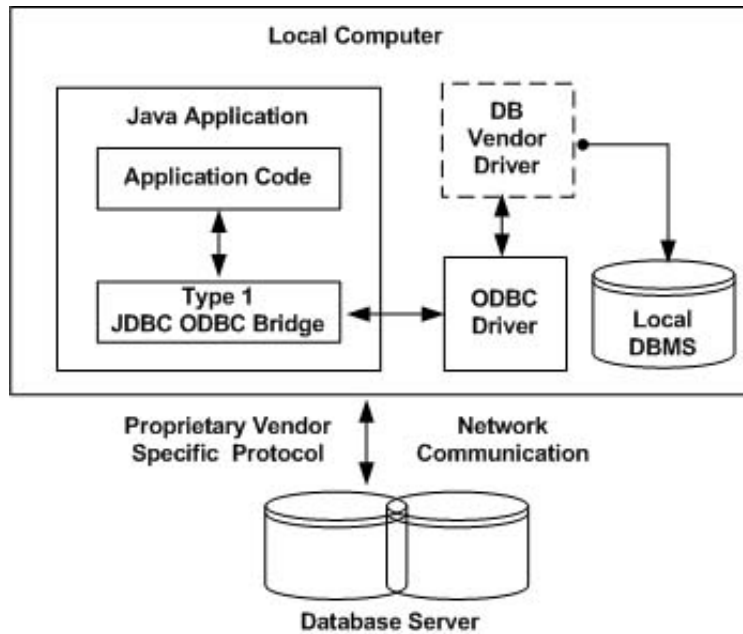 Local Computer
Java Application
Application Code
Type 1
JDBC ODBC Bridge
DB
Vendor
Driver
ODBC
Driver
Local
DBMS
Proprietary Vendor
Specific Protocol
Network
Communication
Database Server